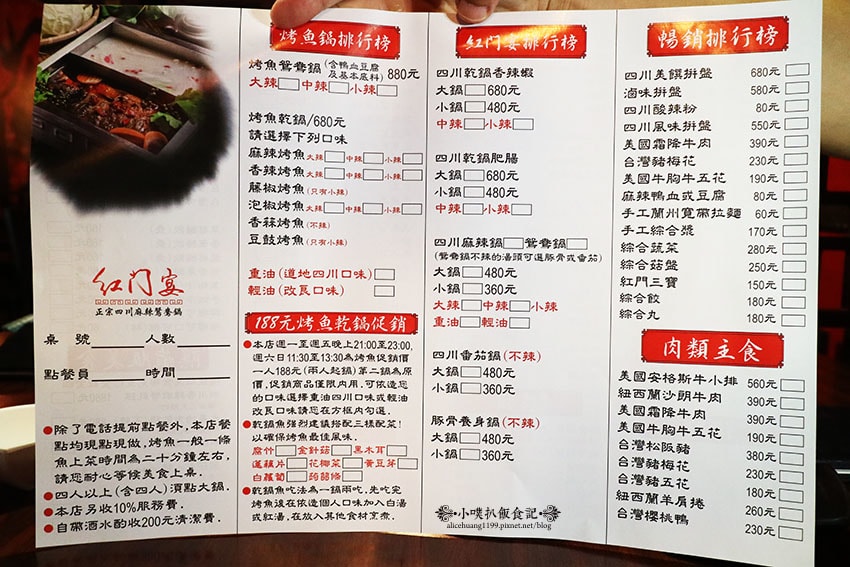 紅門宴
正宗四川麻辣鴛鴦鍋
桌 號 人數
點餐員 時間
●除了電話提前點餐外,本店餐
點均現點現做,烤魚一般一條
魚上菜時間為二十分鐘左右,
請您耐心等候美食上桌.
●四人以上(含四人)須點大鍋.
●本店另收10%服務費.
●自帶酒水酌收200元清潔費.
烤魚鍋排行榜
烤魚鴛鴦鍋(含鴨血豆腐及基本底料)880元
大辣 中辣 小辣
烤魚乾鍋/680元
請選擇下列口味
麻辣烤魚 大辣 中辣 小辣
香辣烤魚 大辣 中辣 小辣
藤椒烤魚(只有小辣)
泡椒烤魚 大辣 中辣 小辣
香蒜烤魚(不辣)
豆鼓烤魚(只有小辣)
重油(道地四川口味)
輕油(改良口味)
188元烤魚乾鍋促銷
●本店週一至週五晚上21:00至23:00,
週六日11:30至13:30為烤魚促銷價
一人188元(兩人起鍋)第二鍋為原
價,促銷商品僅限內用,可依造您
的口味選擇重油四川口味或輕油
改良口味請您在方框內勾選.
●乾鍋魚強烈建議搭配三樣配菜!
以確保烤魚最佳風味.
腐竹 金針菇 黑木耳
蓮藕片 花椰菜 黃豆芽
白蘿蔔 蒟蒻條
●乾鍋魚吃法為一鍋兩吃,先吃完
烤魚後在依造個人口味加入白湯
或紅湯,在放入其他食材烹煮.
紅門宴排行榜
四川乾鍋香辣蝦
大鍋 680元
小鍋 480元
中辣 小辣
四川乾鍋肥腸
大鍋 680元
小鍋 480元
中辣 小辣
四川麻辣鍋 鴛鴦鍋
(鴛鴦鍋不辣的湯頭可選豚骨或番茄)
大鍋 480元
小鍋 360元
大辣 中辣 小辣
重油 輕油
四川番茄鍋(不辣)
大鍋 480元
小鍋 360元
豚骨養身鍋(不辣)
大鍋 480元
小鍋 360元
暢銷排行榜
四川美饌拼盤 680元
滷味拼盤 580元
四川酸辣粉 80元
四川風味拼盤 550元
美國霜降牛肉 390元
台灣豬梅花 230元
美國牛胸牛五花 190元
麻辣鴨血或豆腐 80元
手工蘭州寬帶拉麵 60元
手工綜合漿 170元
綜合蔬菜 280元
綜合菇盤 250元
紅門三寶 150元
綜合餃 180元
綜合丸 180元
肉類主食
美國安格斯牛小排 560元
紐西蘭沙朗牛肉 390元
美國霜降牛肉 390元
美國牛胸牛五花 190元
台灣松阪豬 380元
台灣豬梅花 230元
台灣豬五花 180元
紐西蘭羊肩捲 260元
台灣櫻桃鴨 230元
小噗扒飯食記
alicehuang1199.pixnet.net/blog